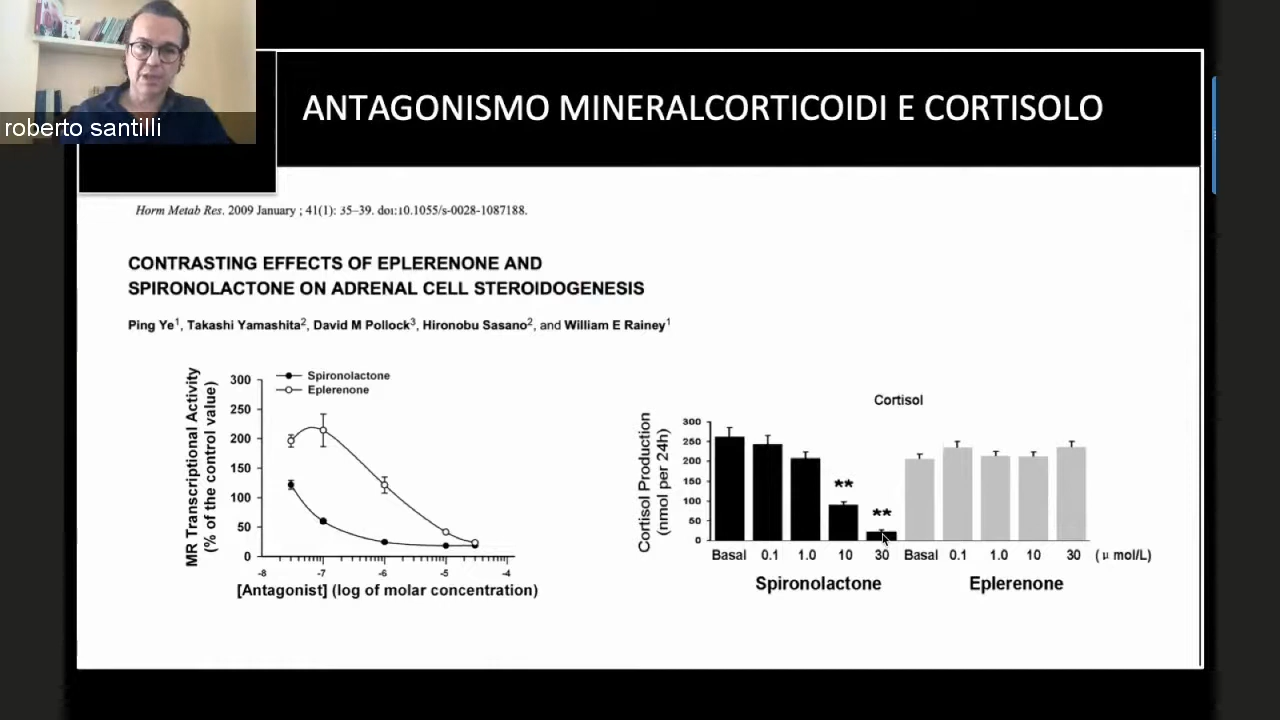 roberto santilli
ANTAGONISMO MINERALCORTICOIDI E CORTISOLO
Horm Metab Res. 2009 January ; 41(1): 35–39. doi:10.1055/s-0028-1087188.
CONTRASTING EFFECTS OF EPLERENONE AND
SPIRONOLACTONE ON ADRENAL CELL STEROIDOGENESIS
Ping Ye1, Takashi Yamashita2, David M Pollock3, Hironobu Sasano2, and William E Rainey1
MR Transcriptional Activity
(% of the control value)
Spironolactone
Eplerenone
300
250
200
150
100
50
0
-8 -7 -6 -5 -4
[Antagonist] (log of molar concentration)
Cortisol
Cortisol Production
(nmol per 24h)
300
250
200
150
100
50
0
**
**
Basal 0.1 1.0 10 30 Basal 0.1 1.0 10 30 (μ mol/L)
Spironolactone Eplerenone